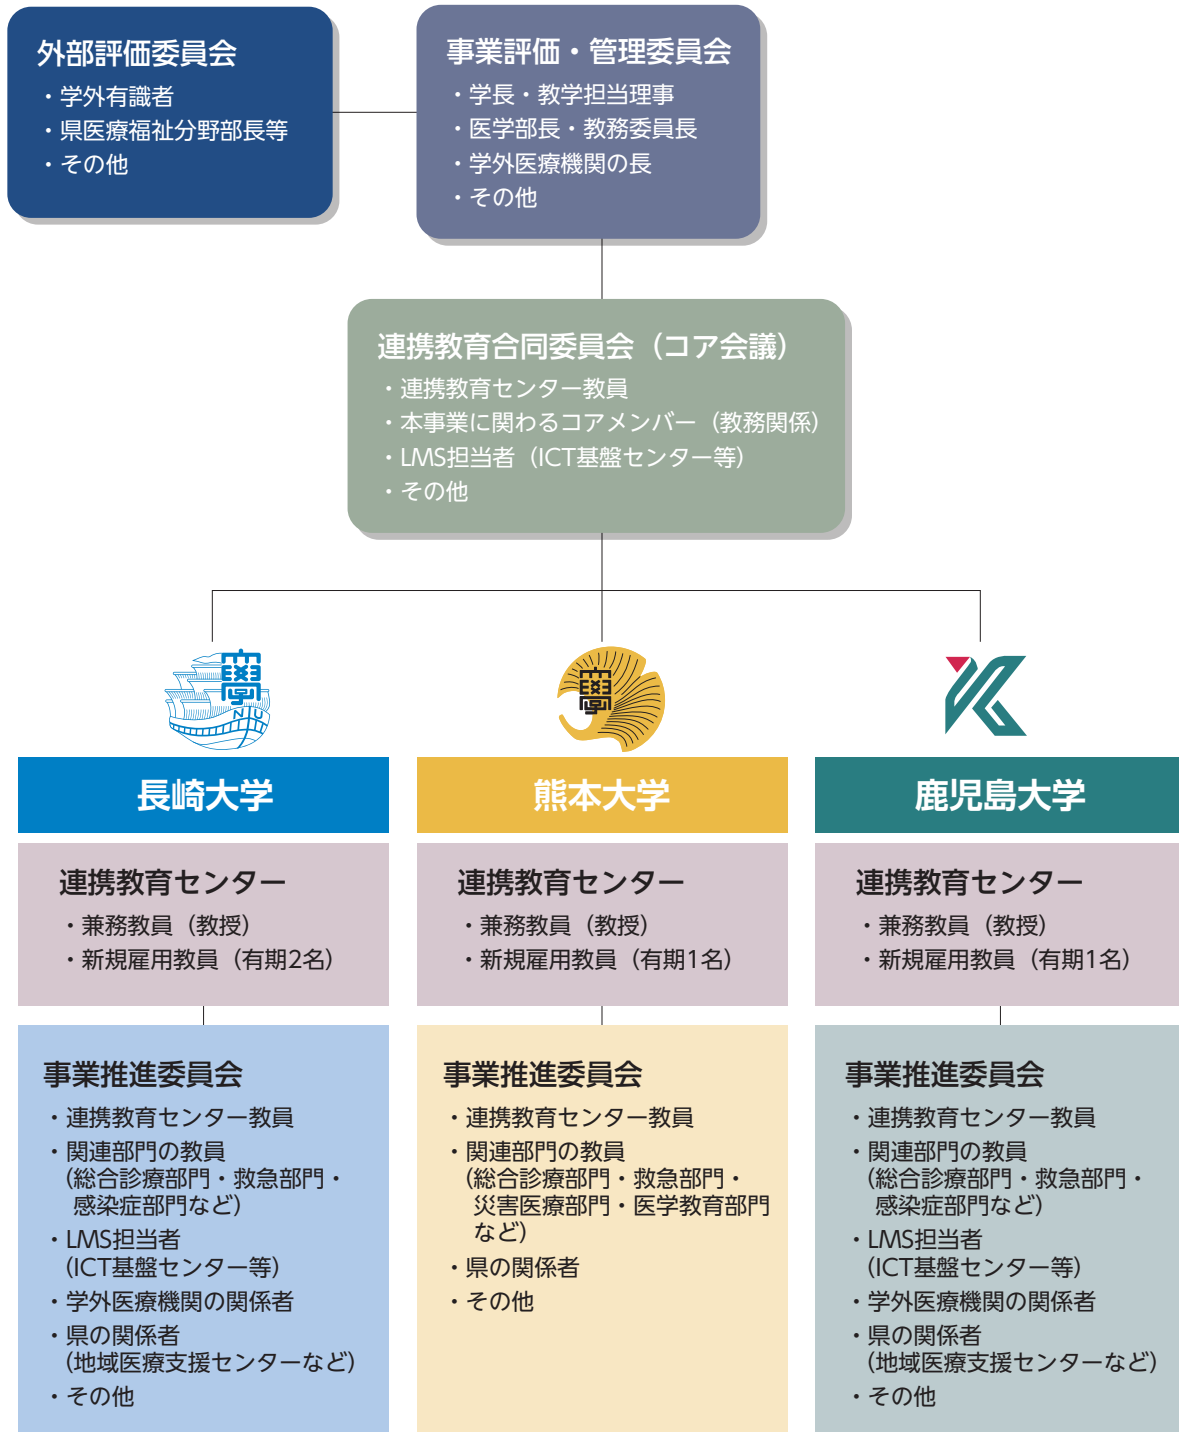 外部評価委員会
・学外有識者
・県医療福祉分野部長等
・その他
事業評価・管理委員会
・学長・教学担当理事
・医学部長・教務委員長
・学外医療機関の長
・その他
連携教育合同委員会（コア会議）
・連携教育センター教員
・本事業に関わるコアメンバー（教務関係）
・LMS担当者（ICT基盤センター等）
・その他
大學
NU
大學
長崎大学
連携教育センター
・兼務教員（教授）
・新規雇用教員（有期2名）
事業推進委員会
・連携教育センター教員
・関連部門の教員
(総合診療部門・救急部門・
感染症部門など)
・LMS担当者
(ICT基盤センター等)
・学外医療機関の関係者
・県の関係者
(地域医療支援センターなど)
・その他
熊本大学
連携教育センター
・兼務教員（教授）
・新規雇用教員（有期1名）
事業推進委員会
・連携教育センター教員
・関連部門の教員
(総合診療部門・救急部門・
災害医療部門・医学教育部門
など)
・県の関係者
・その他
鹿児島大学
連携教育センター
・兼務教員（教授）
・新規雇用教員（有期1名）
事業推進委員会
・連携教育センター教員
・関連部門の教員
(総合診療部門・救急部門・
感染症部門など)
・LMS担当者
(ICT基盤センター等)
・学外医療機関の関係者
・県の関係者
(地域医療支援センターなど)
・その他